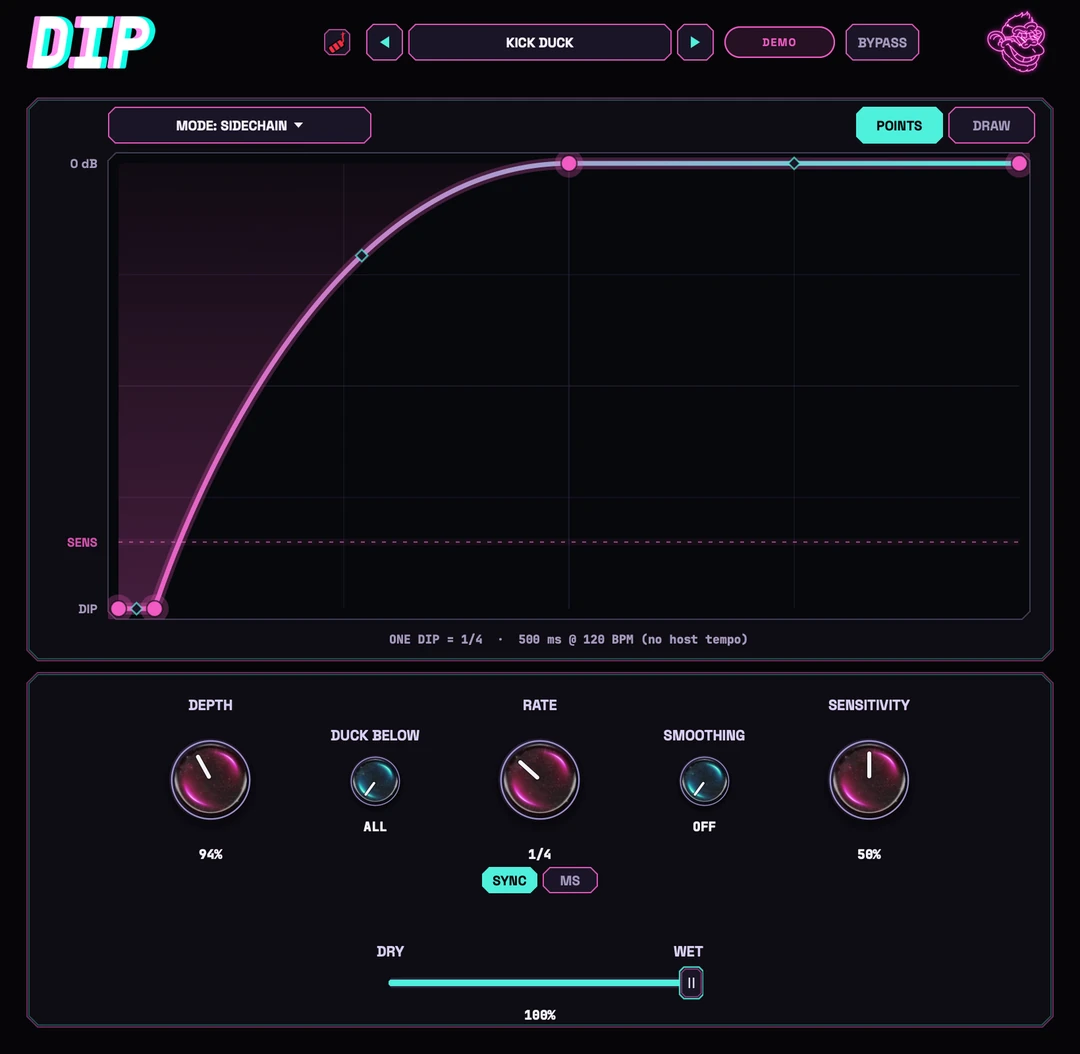 DIP
KICK DUCK
DEMO
BYPASS
MODE: SIDECHAIN
POINTS
DRAW
0 dB
SENS
DIP
ONE DIP = 1/4 · 500 ms @ 120 BPM (no host tempo)
DEPTH
RATE
SENSITIVITY
DUCK BELOW
SMOOTHING
ALL
OFF
94%
1/4
50%
SYNC
MS
DRY
WET
100%